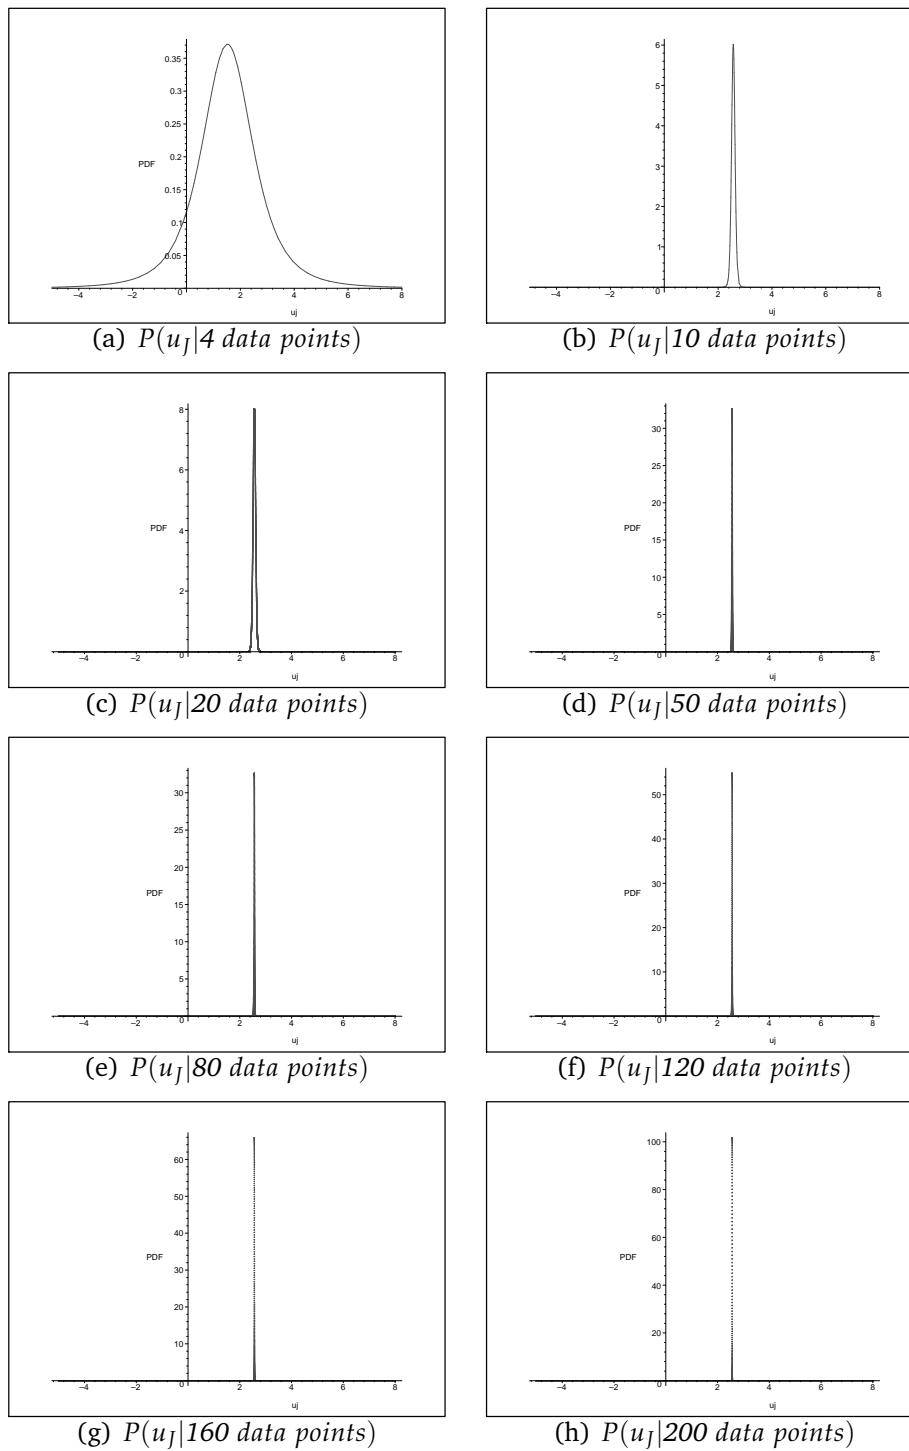 0.35
0.3
0.25
PDF 0.2
0.15
0.1
0.05
−4 −2 0 2 4 6 8
uj
(a) P(u_J|4 data points)
6
5
PDF 4
3
2
1
−4 −2 0 2 4 6 8
uj
(b) P(u_J|10 data points)
8
6
PDF 4
2
−4 −2 0 2 4 6 8
uj
(c) P(u_J|20 data points)
30
25
20
PDF 15
10
5
−4 −2 0 2 4 6 8
uj
(d) P(u_J|50 data points)
30
25
20
PDF 15
10
5
−4 −2 0 2 4 6 8
uj
(e) P(u_J|80 data points)
50
40
PDF 30
20
10
−4 −2 0 2 4 6 8
uj
(f) P(u_J|120 data points)
60
50
40
PDF 30
20
10
−4 −2 0 2 4 6 8
uj
(g) P(u_J|160 data points)
100
80
60
PDF 40
20
−4 −2 0 2 4 6 8
uj
(h) P(u_J|200 data points)